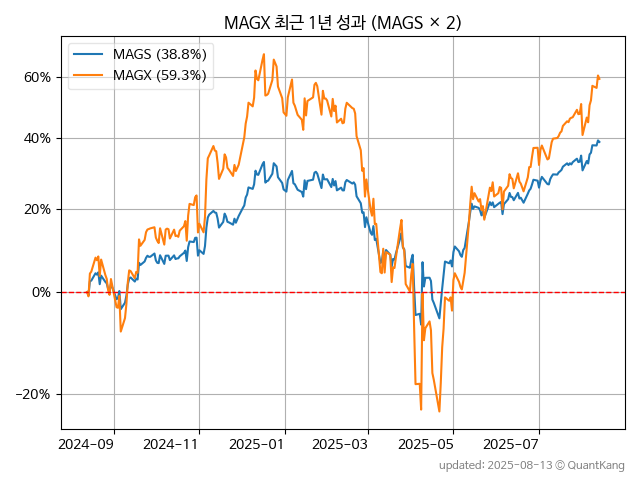 MAGX 최근 1년 성과 (MAGS × 2)
MAGS (38.8%)
MAGX (59.3%)
60%
40%
20%
0%
−20%
2024−09
2024−11
2025−01
2025−03
2025−05
2025−07
updated: 2025-08-13 © QuantKang